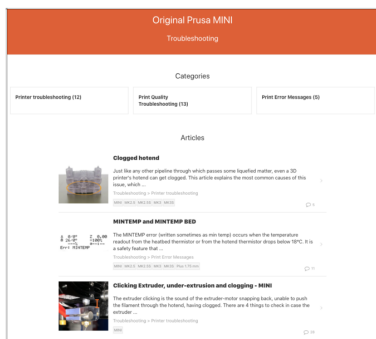 Original Prusa MINI
Troubleshooting
Categories
Printer troubleshooting (12)
Print Quality
Troubleshooting (13)
Print Error Messages (5)
Articles
Clogged hotend
Just like any other pipeline through which passes some liquefied matter, even a 3D
printer's hotend can get clogged. This article explains the most common causes of this
issue, which ...
Troubleshooting > Printer troubleshooting
MINTEMP and MINTEMP BED
The MINTEMP error (written sometimes as min temp) occurs when the temperature
readout from the heatbed thermistor or from the hotend thermistor drops below 16°C. It is
a safety feature that ...
Troubleshooting > Print Error Messages
Err: MINTEMP
Clicking Extruder, under-extrusion and clogging - MINI
The extruder clicking is the sound of the extruder-motor snapping back, unable to push
the filament through the hotend, having clogged. There are 4 things to check in case the
extruder ...
Troubleshooting > Printer troubleshooting
MINI